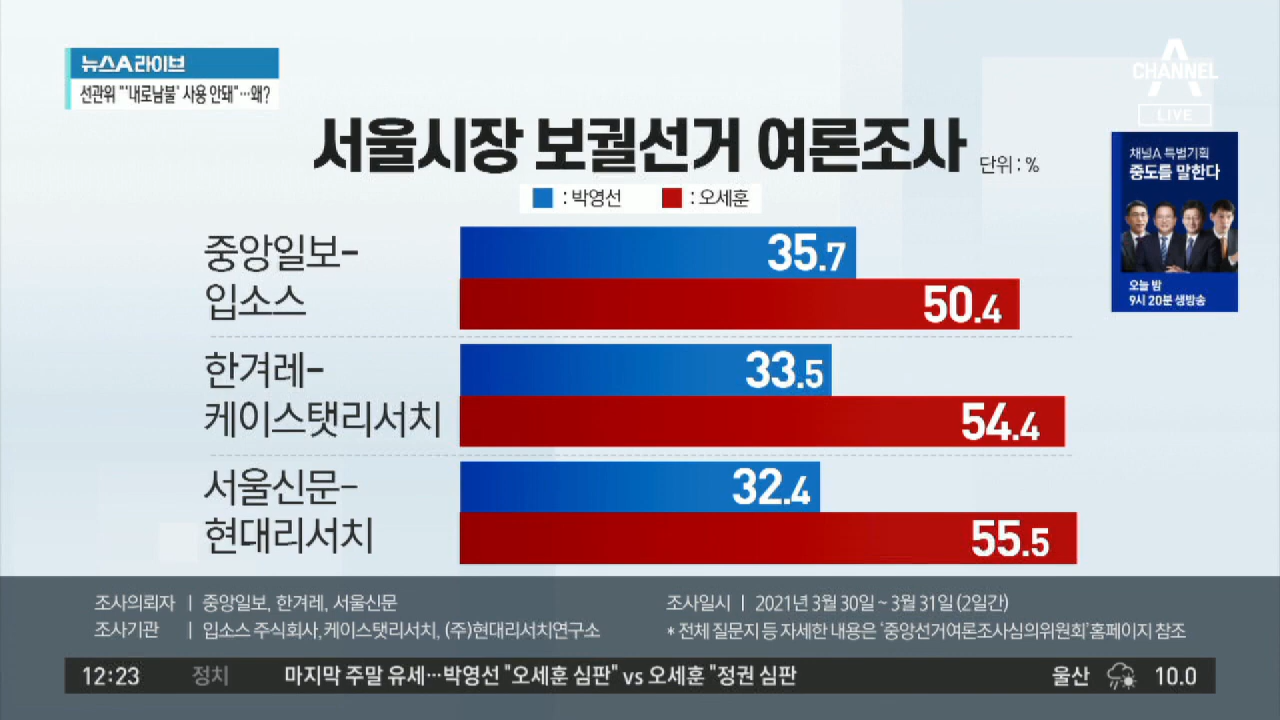 뉴스A 라이브
선관위 "'내로남불' 사용 안돼"…왜?
CHANNEL A
LIVE
서울시장 보궐선거 여론조사 단위 : %
: 박영선 : 오세훈
채널A 특별기획
중도를 말한다
오늘 밤
9시 20분 생방송
중앙일보-
입소스
35.7
50.4
한겨레-
케이스탯리서치
33.5
54.4
서울신문-
현대리서치
32.4
55.5
조사의뢰자 | 중앙일보, 한겨레, 서울신문
조사기관 | 입소스 주식회사, 케이스탯리서치, (주)현대리서치연구소
조사일시 | 2021년 3월 30일 ~ 3월 31일 (2일간)
* 전체 질문지 등 자세한 내용은 '중앙선거여론조사심의위원회'홈페이지 참조
12:23 정치 마지막 주말 유세…박영선 "오세훈 심판" vs 오세훈 "정권 심판 울산 10.0